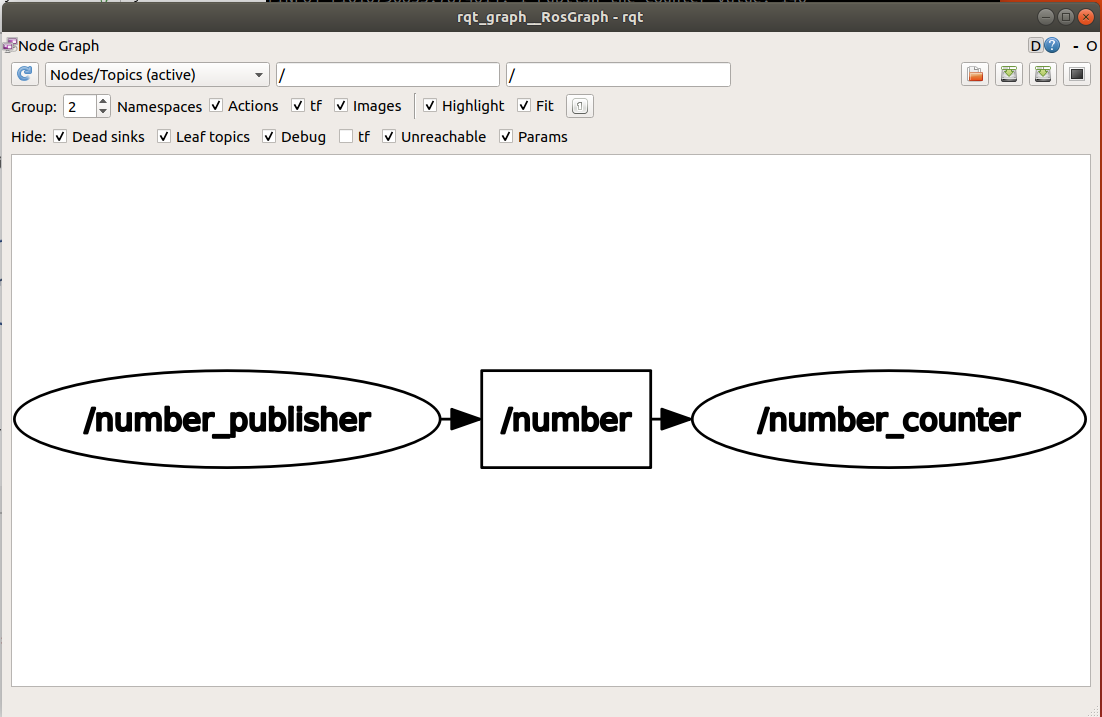 rqt_graph__RosGraph - rqt
Node Graph D ? - O
Nodes/Topics (active) / /
Group: 2 Namespaces Actions tf Images Highlight Fit
Hide: Dead sinks Leaf topics Debug tf Unreachable Params
/number_publisher /number /number_counter